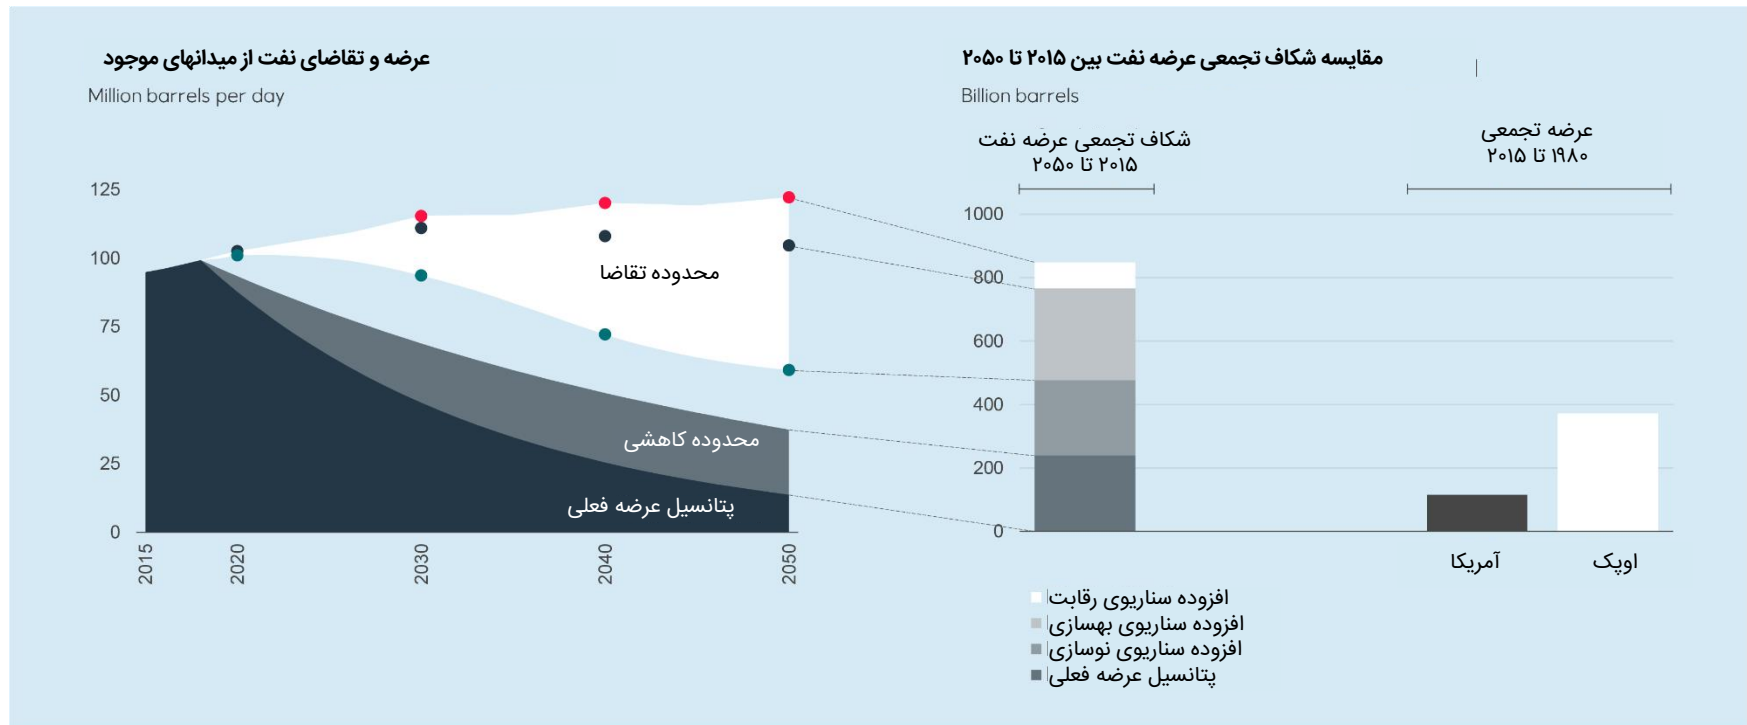 عرضه و تقاضای نفت از میدانهای موجود
Million barrels per day
125
100
75
50
25
0
2015
2020
2030
2040
2050
محدوده تقاضا
محدوده کاهشی
پتانسیل عرضه فعلی
مقایسه شکاف تجمعی عرضه نفت بین ۲۰۱۵ تا ۲۰۵۰
Billion barrels
شکاف تجمعی عرضه نفت
۲۰۱۵ تا ۲۰۵۰
عرضه تجمعی
۱۹۸۰ تا ۲۰۱۵
1000
800
600
400
200
0
آمریکا
اوپک
افزوده سناریوی رقابت
افزوده سناریوی بهسازی
افزوده سناریوی نوسازی
پتانسیل عرضه فعلی